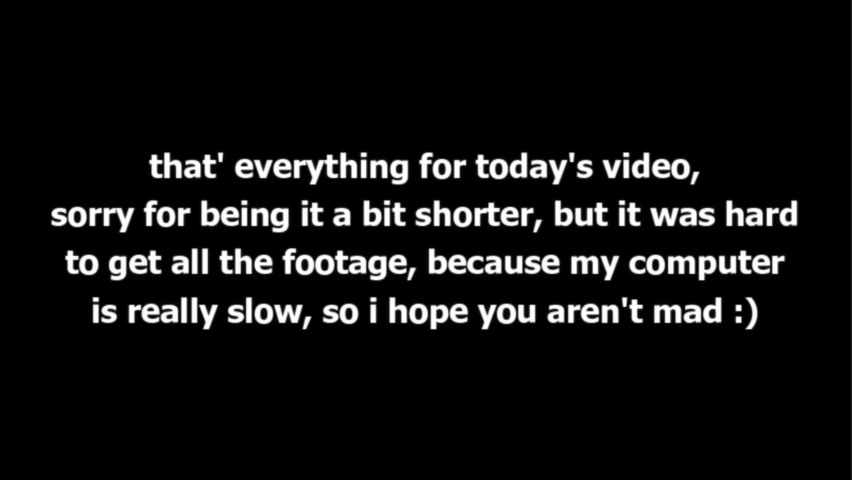 that' everything for today's video,
sorry for being it a bit shorter, but it was hard
to get all the footage, because my computer
is really slow, so i hope you aren't mad :)